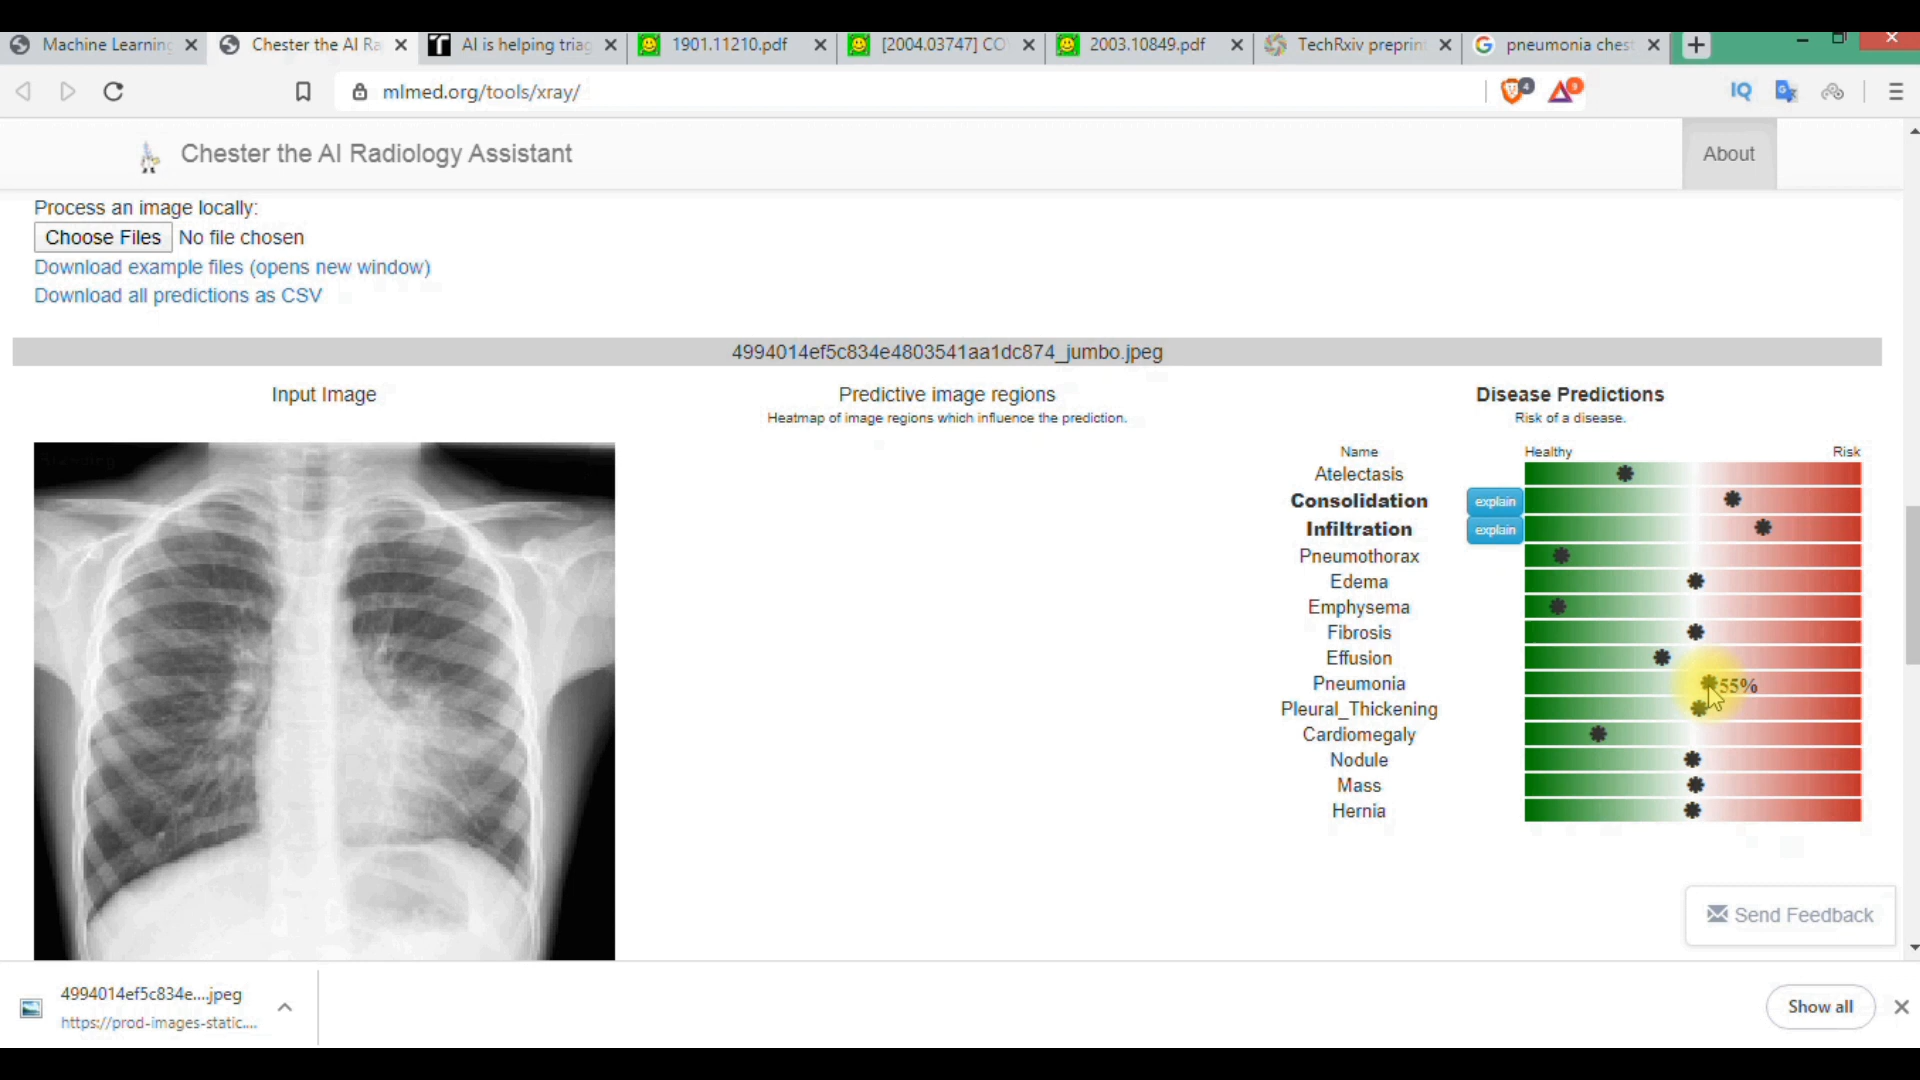 Machine Learning
Chester the AI Ra
AI is helping triag
1901.11210.pdf
[2004.03747] CO
2003.10849.pdf
TechRxiv preprin
pneumonia ches
mlmed.org/tools/xray/
4
IQ
Chester the AI Radiology Assistant
About
Process an image locally:
Choose Files No file chosen
Download example files (opens new window)
Download all predictions as CSV
4994014ef5c834e4803541aa1dc874_jumbo.jpeg
Input Image
Predictive image regions
Heatmap of image regions which influence the prediction.
Disease Predictions
Risk of a disease.
Name Healthy Risk
Atelectasis
Consolidation explain
Infiltration explain
Pneumothorax
Edema
Emphysema
Fibrosis
Effusion
Pneumonia 55%
Pleural_Thickening
Cardiomegaly
Nodule
Mass
Hernia
Send Feedback
4994014ef5c834e....jpeg
https://prod-images-static....
Show all